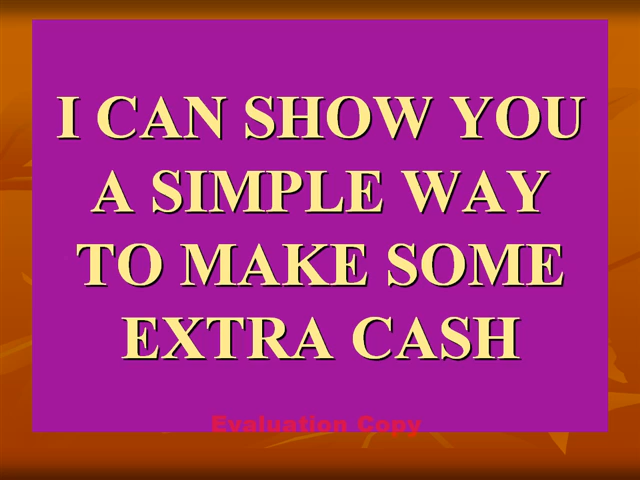 I CAN SHOW YOU
A SIMPLE WAY
TO MAKE SOME
EXTRA CASH
Evaluation Copy